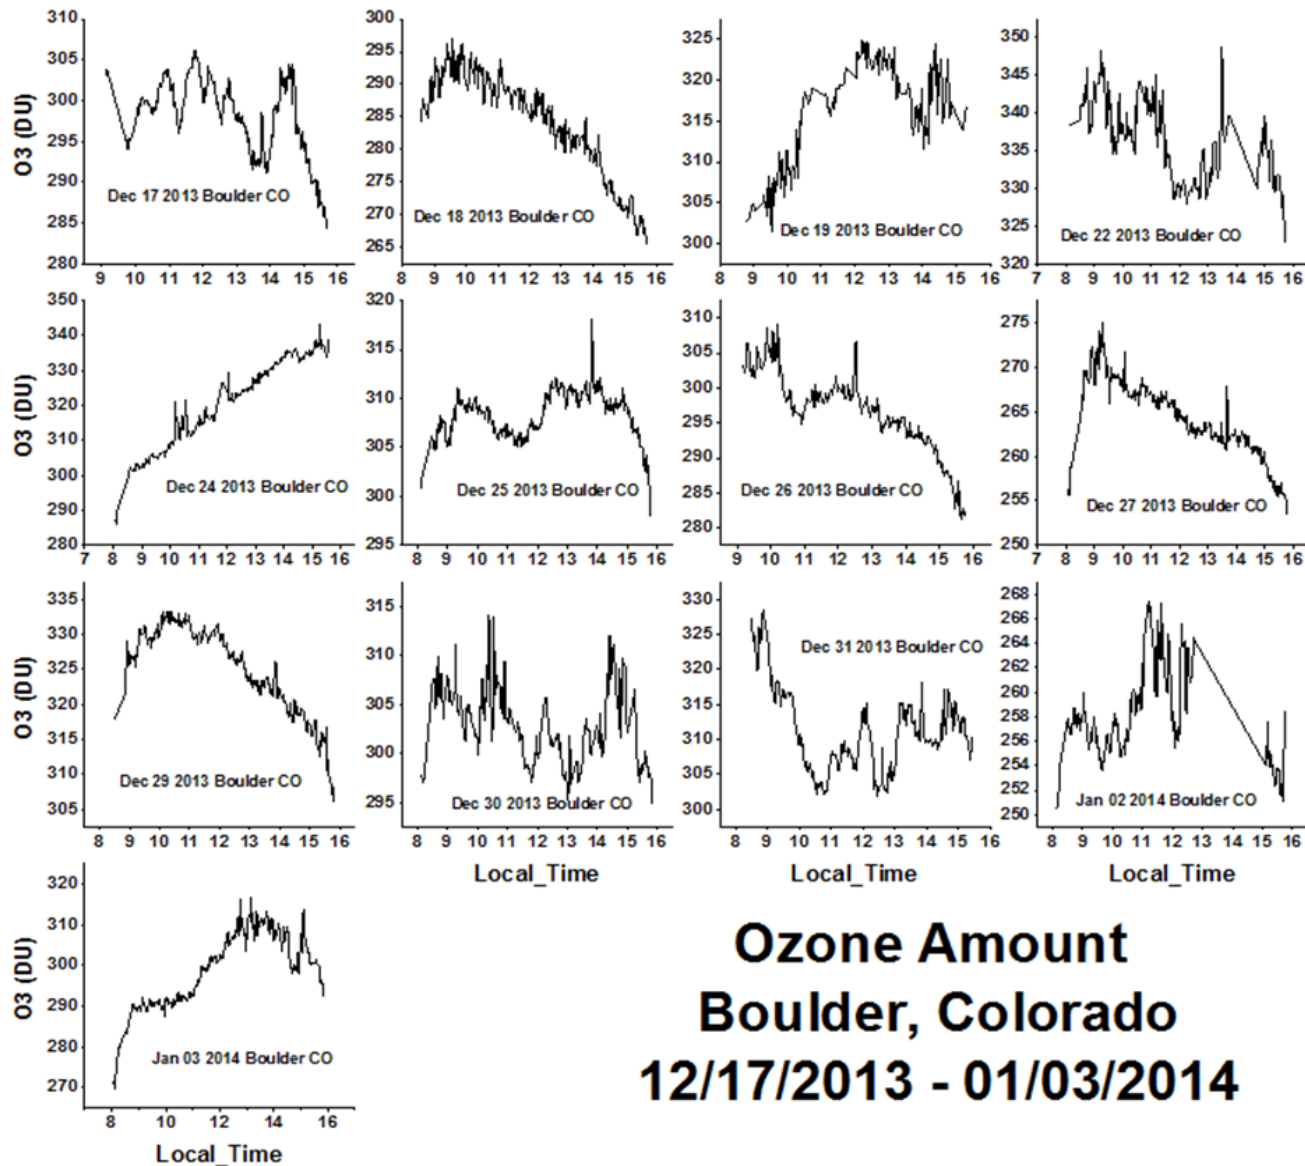 310
305
300
295
290
285
280
O3 (DU)
Dec 17 2013 Boulder CO
9 10 11 12 13 14 15 16
300
295
290
285
280
275
270
265
Dec 18 2013 Boulder CO
8 9 10 11 12 13 14 15 16
325
320
315
310
305
300
Dec 19 2013 Boulder CO
8 9 10 11 12 13 14 15 16
350
345
340
335
330
325
320
Dec 22 2013 Boulder CO
7 8 9 10 11 12 13 14 15 16
350
340
330
320
310
300
290
280
O3 (DU)
Dec 24 2013 Boulder CO
7 8 9 10 11 12 13 14 15 16
320
315
310
305
300
295
Dec 25 2013 Boulder CO
8 9 10 11 12 13 14 15 16
310
305
300
295
290
285
280
Dec 26 2013 Boulder CO
9 10 11 12 13 14 15 16
275
270
265
260
255
250
Dec 27 2013 Boulder CO
7 8 9 10 11 12 13 14 15 16
335
330
325
320
315
310
305
O3 (DU)
Dec 29 2013 Boulder CO
8 9 10 11 12 13 14 15 16
315
310
305
300
295
Dec 30 2013 Boulder CO
8 9 10 11 12 13 14 15 16
Local_Time
330
325
320
315
310
305
300
Dec 31 2013 Boulder CO
8 9 10 11 12 13 14 15 16
Local_Time
268
266
264
262
260
258
256
254
252
250
Jan 02 2014 Boulder CO
8 9 10 11 12 13 14 15 16
Local_Time
320
310
300
290
280
270
O3 (DU)
Jan 03 2014 Boulder CO
8 10 11 12 13 14 15 16
Local_Time
Ozone Amount
Boulder, Colorado
12/17/2013 - 01/03/2014